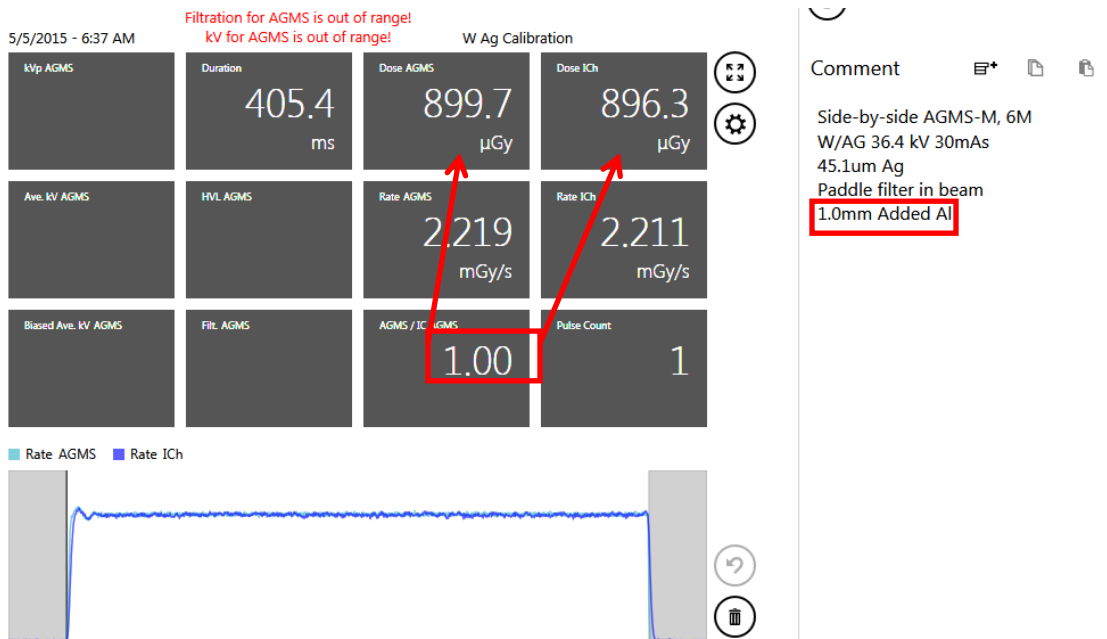 Filtration for AGMS is out of range!
5/5/2015 - 6:37 AM kV for AGMS is out of range! W Ag Calibration
kVp AGMS Duration Dose AGMS Dose ICh
405.4 899.7 896.3
ms µGy µGy
Ave. kV AGMS HVL AGMS Rate AGMS Rate ICh
2.219 2.211
mGy/s mGy/s
Biased Ave. kV AGMS Filt. AGMS AGMS / IC AGMS Pulse Count
1.00 1
Rate AGMS Rate ICh
Comment
Side-by-side AGMS-M, 6M
W/AG 36.4 kV 30mAs
45.1um Ag
Paddle filter in beam
1.0mm Added Al